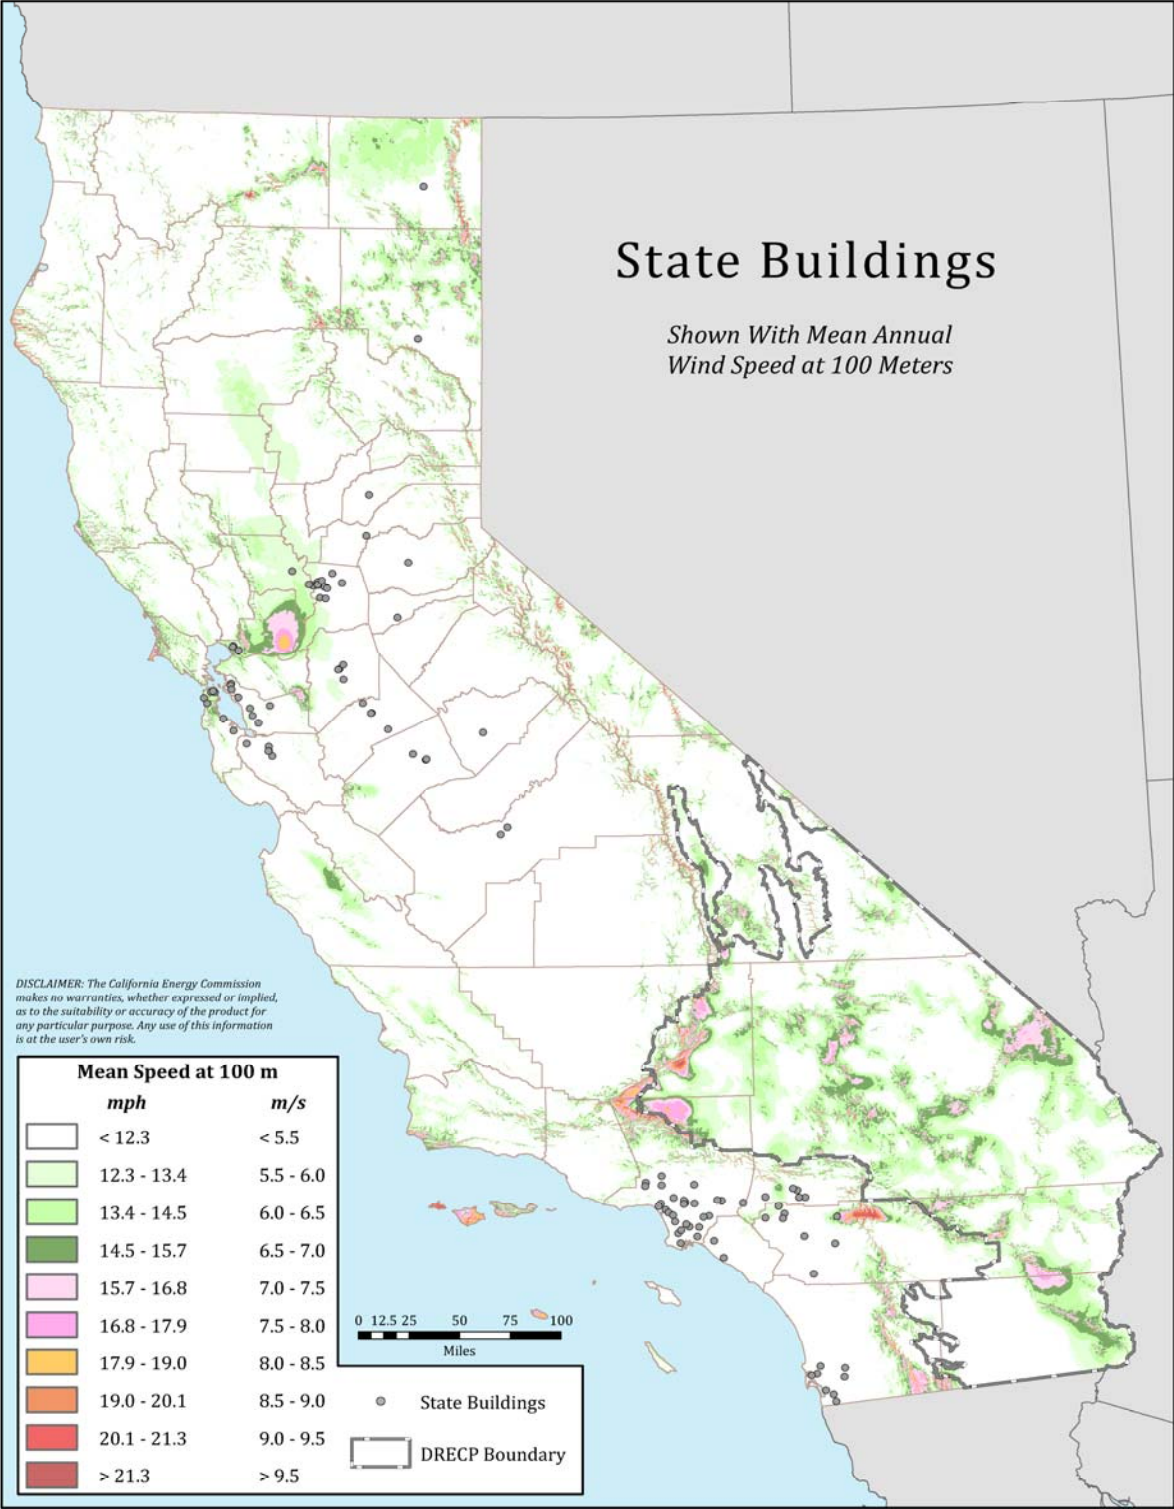 State Buildings
Shown With Mean Annual
Wind Speed at 100 Meters
DISCLAIMER: The California Energy Commission
makes no warranties, whether expressed or implied,
as to the suitability or accuracy of the product for
any particular purpose. Any use of this information
is at the user's own risk.
Mean Speed at 100 m
mph m/s
< 12.3 < 5.5
12.3 - 13.4 5.5 - 6.0
13.4 - 14.5 6.0 - 6.5
14.5 - 15.7 6.5 - 7.0
15.7 - 16.8 7.0 - 7.5
16.8 - 17.9 7.5 - 8.0
17.9 - 19.0 8.0 - 8.5
19.0 - 20.1 8.5 - 9.0
20.1 - 21.3 9.0 - 9.5
> 21.3 > 9.5
0 12.5 25 50 75 100
Miles
State Buildings
DRECP Boundary